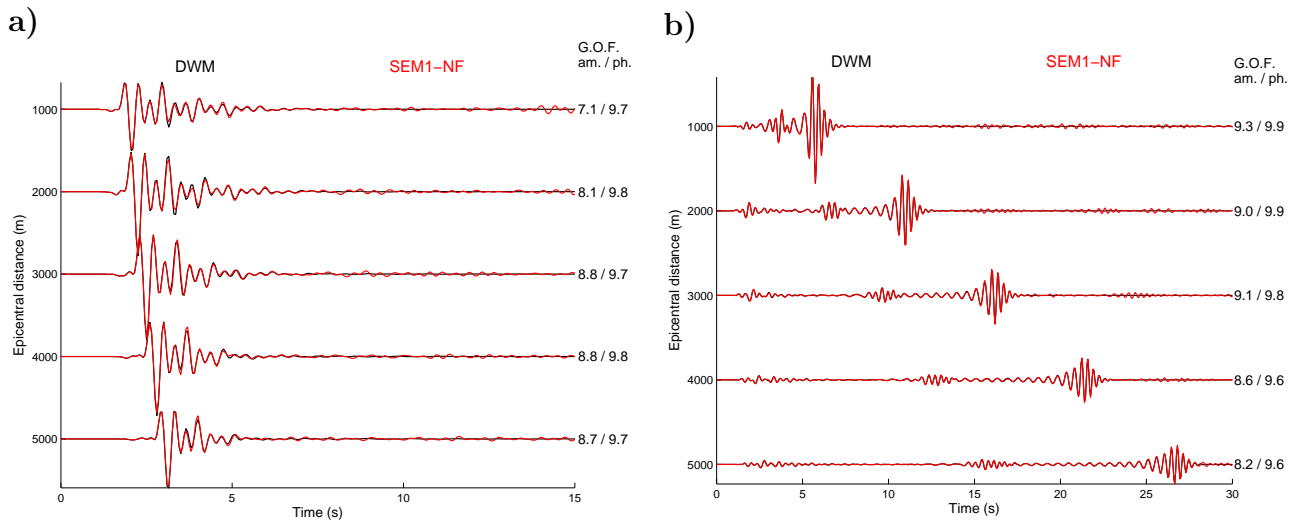 a)
DWM
SEM1-NF
G.O.F.
am. / ph.
1000
7.1 / 9.7
2000
8.1 / 9.8
3000
8.8 / 9.7
4000
8.8 / 9.8
5000
8.7 / 9.7
Epicentral distance (m)
0
5
10
15
Time (s)
b)
DWM
SEM1-NF
G.O.F.
am. / ph.
1000
9.3 / 9.9
2000
9.0 / 9.9
3000
9.1 / 9.8
4000
8.6 / 9.6
5000
8.2 / 9.6
Epicentral distance (m)
0
5
10
15
20
25
30
Time (s)